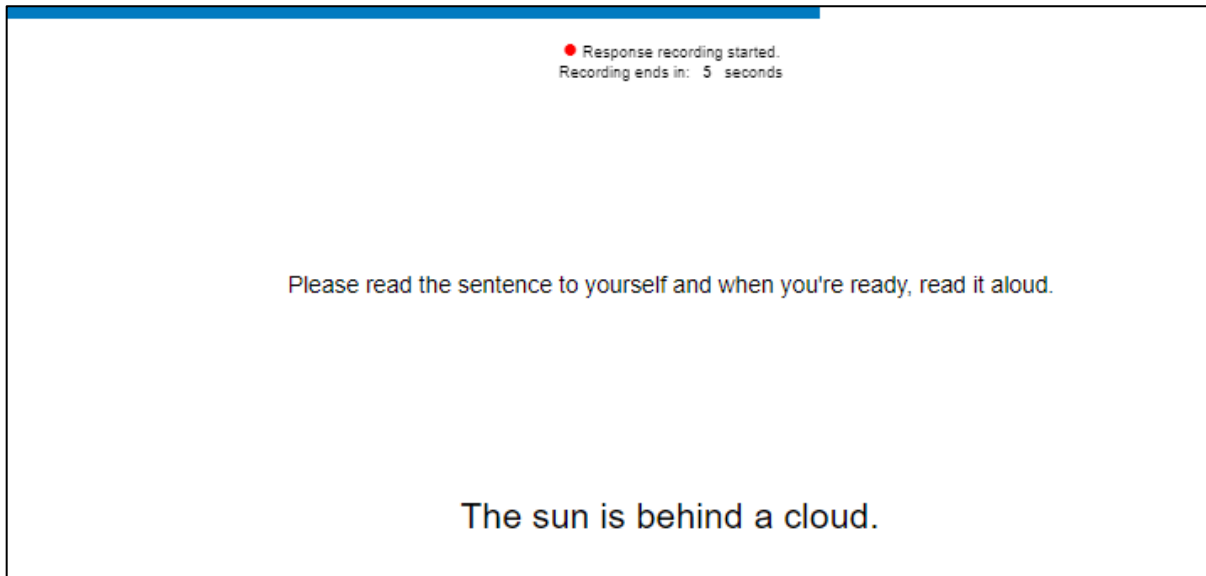 Response recording started.
Recording ends in: 5 seconds
Please read the sentence to yourself and when you're ready, read it aloud.
The sun is behind a cloud.